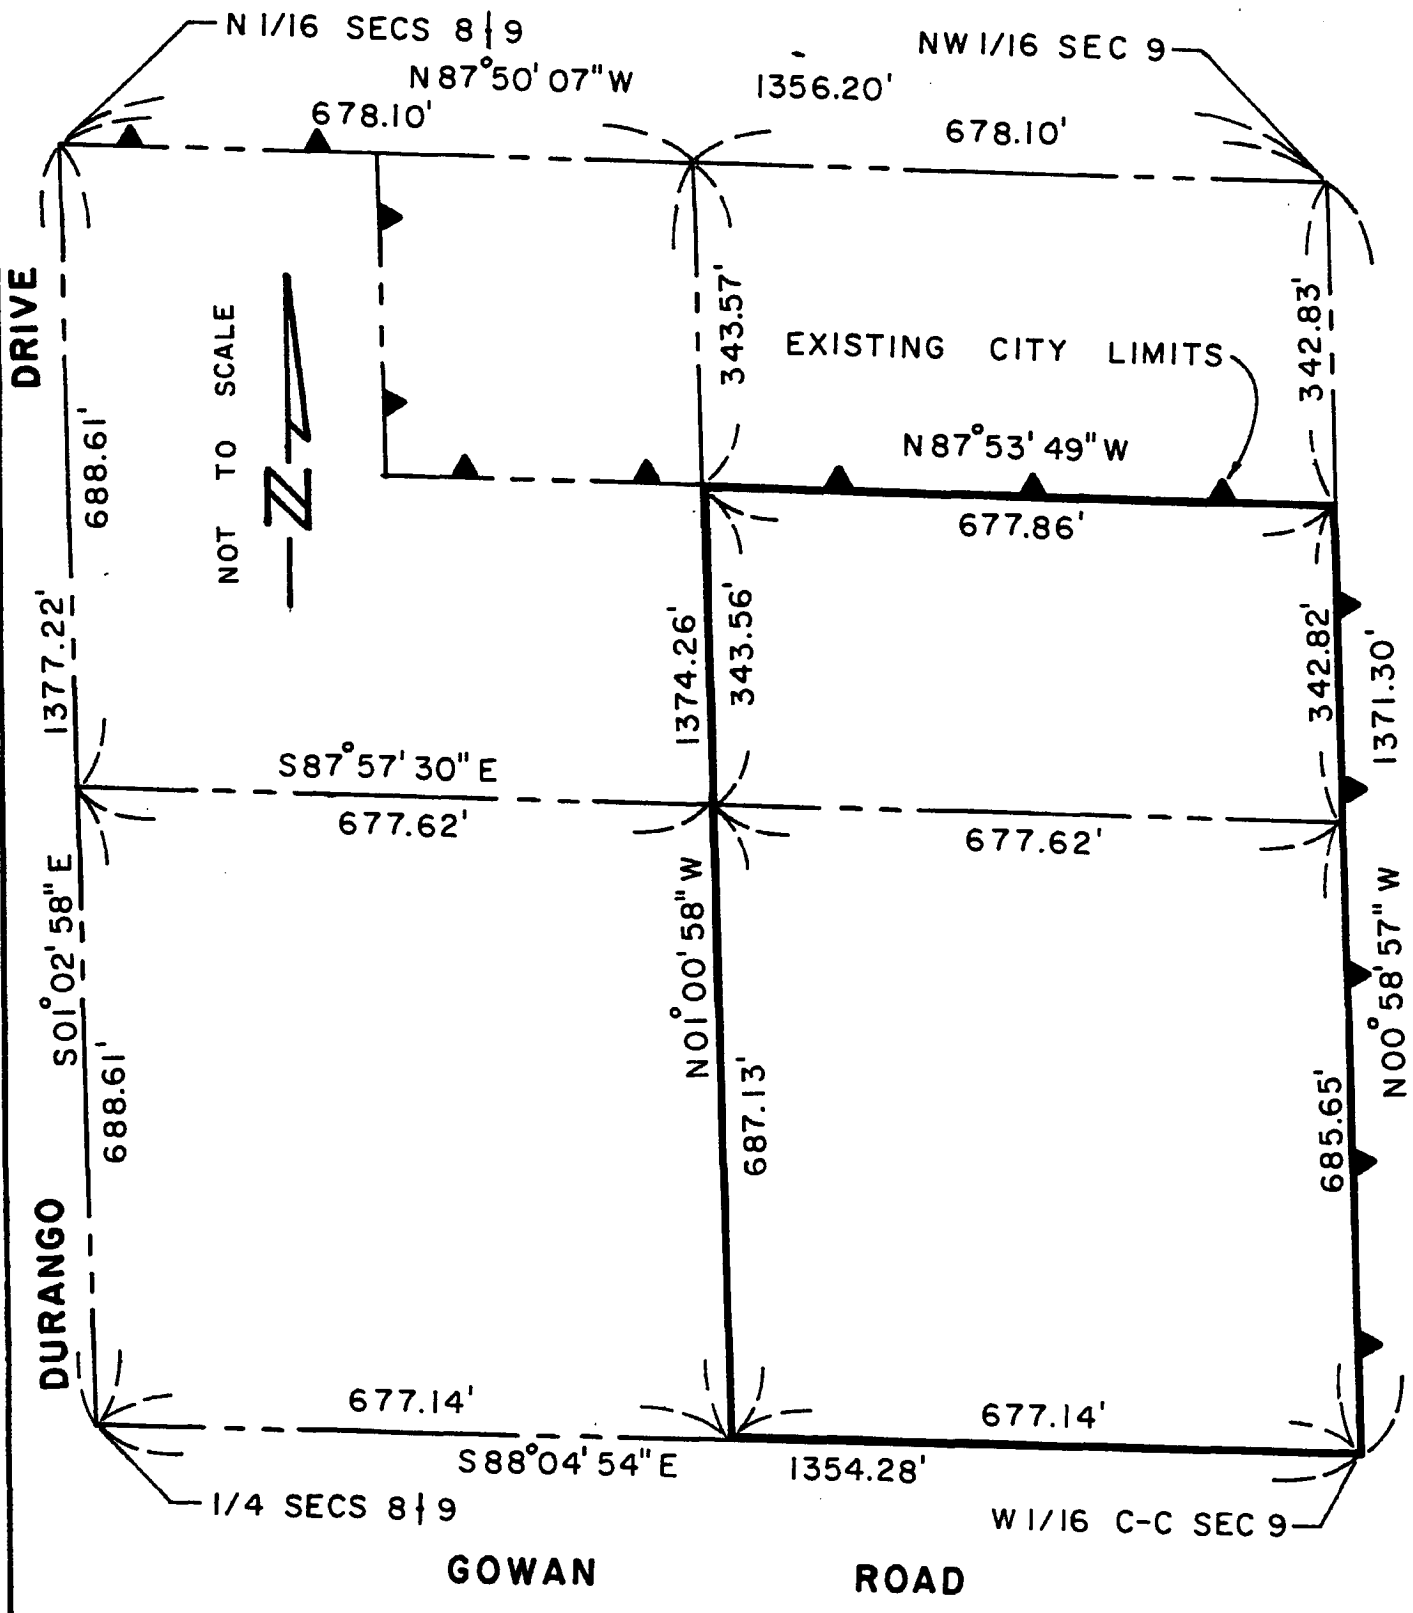 N 1/16 SECS 8 | 9
NW 1/16 SEC 9
N 87°50'07" W
1356.20'
678.10'
678.10'
DRIVE
NOT TO SCALE
N
343.57'
342.83'
EXISTING CITY LIMITS
N 87°53'49" W
677.86'
688.61'
1377.22'
1374.26'
343.56'
342.82'
1371.30'
S 87°57'30" E
677.62'
677.62'
S 01°02'58" E
N 01°00'58" W
N 00°58'57" W
688.61'
687.13'
685.65'
DURANGO
677.14'
677.14'
S 88°04'54" E
1354.28'
1/4 SECS 8 | 9
W 1/16 C-C SEC 9
GOWAN ROAD